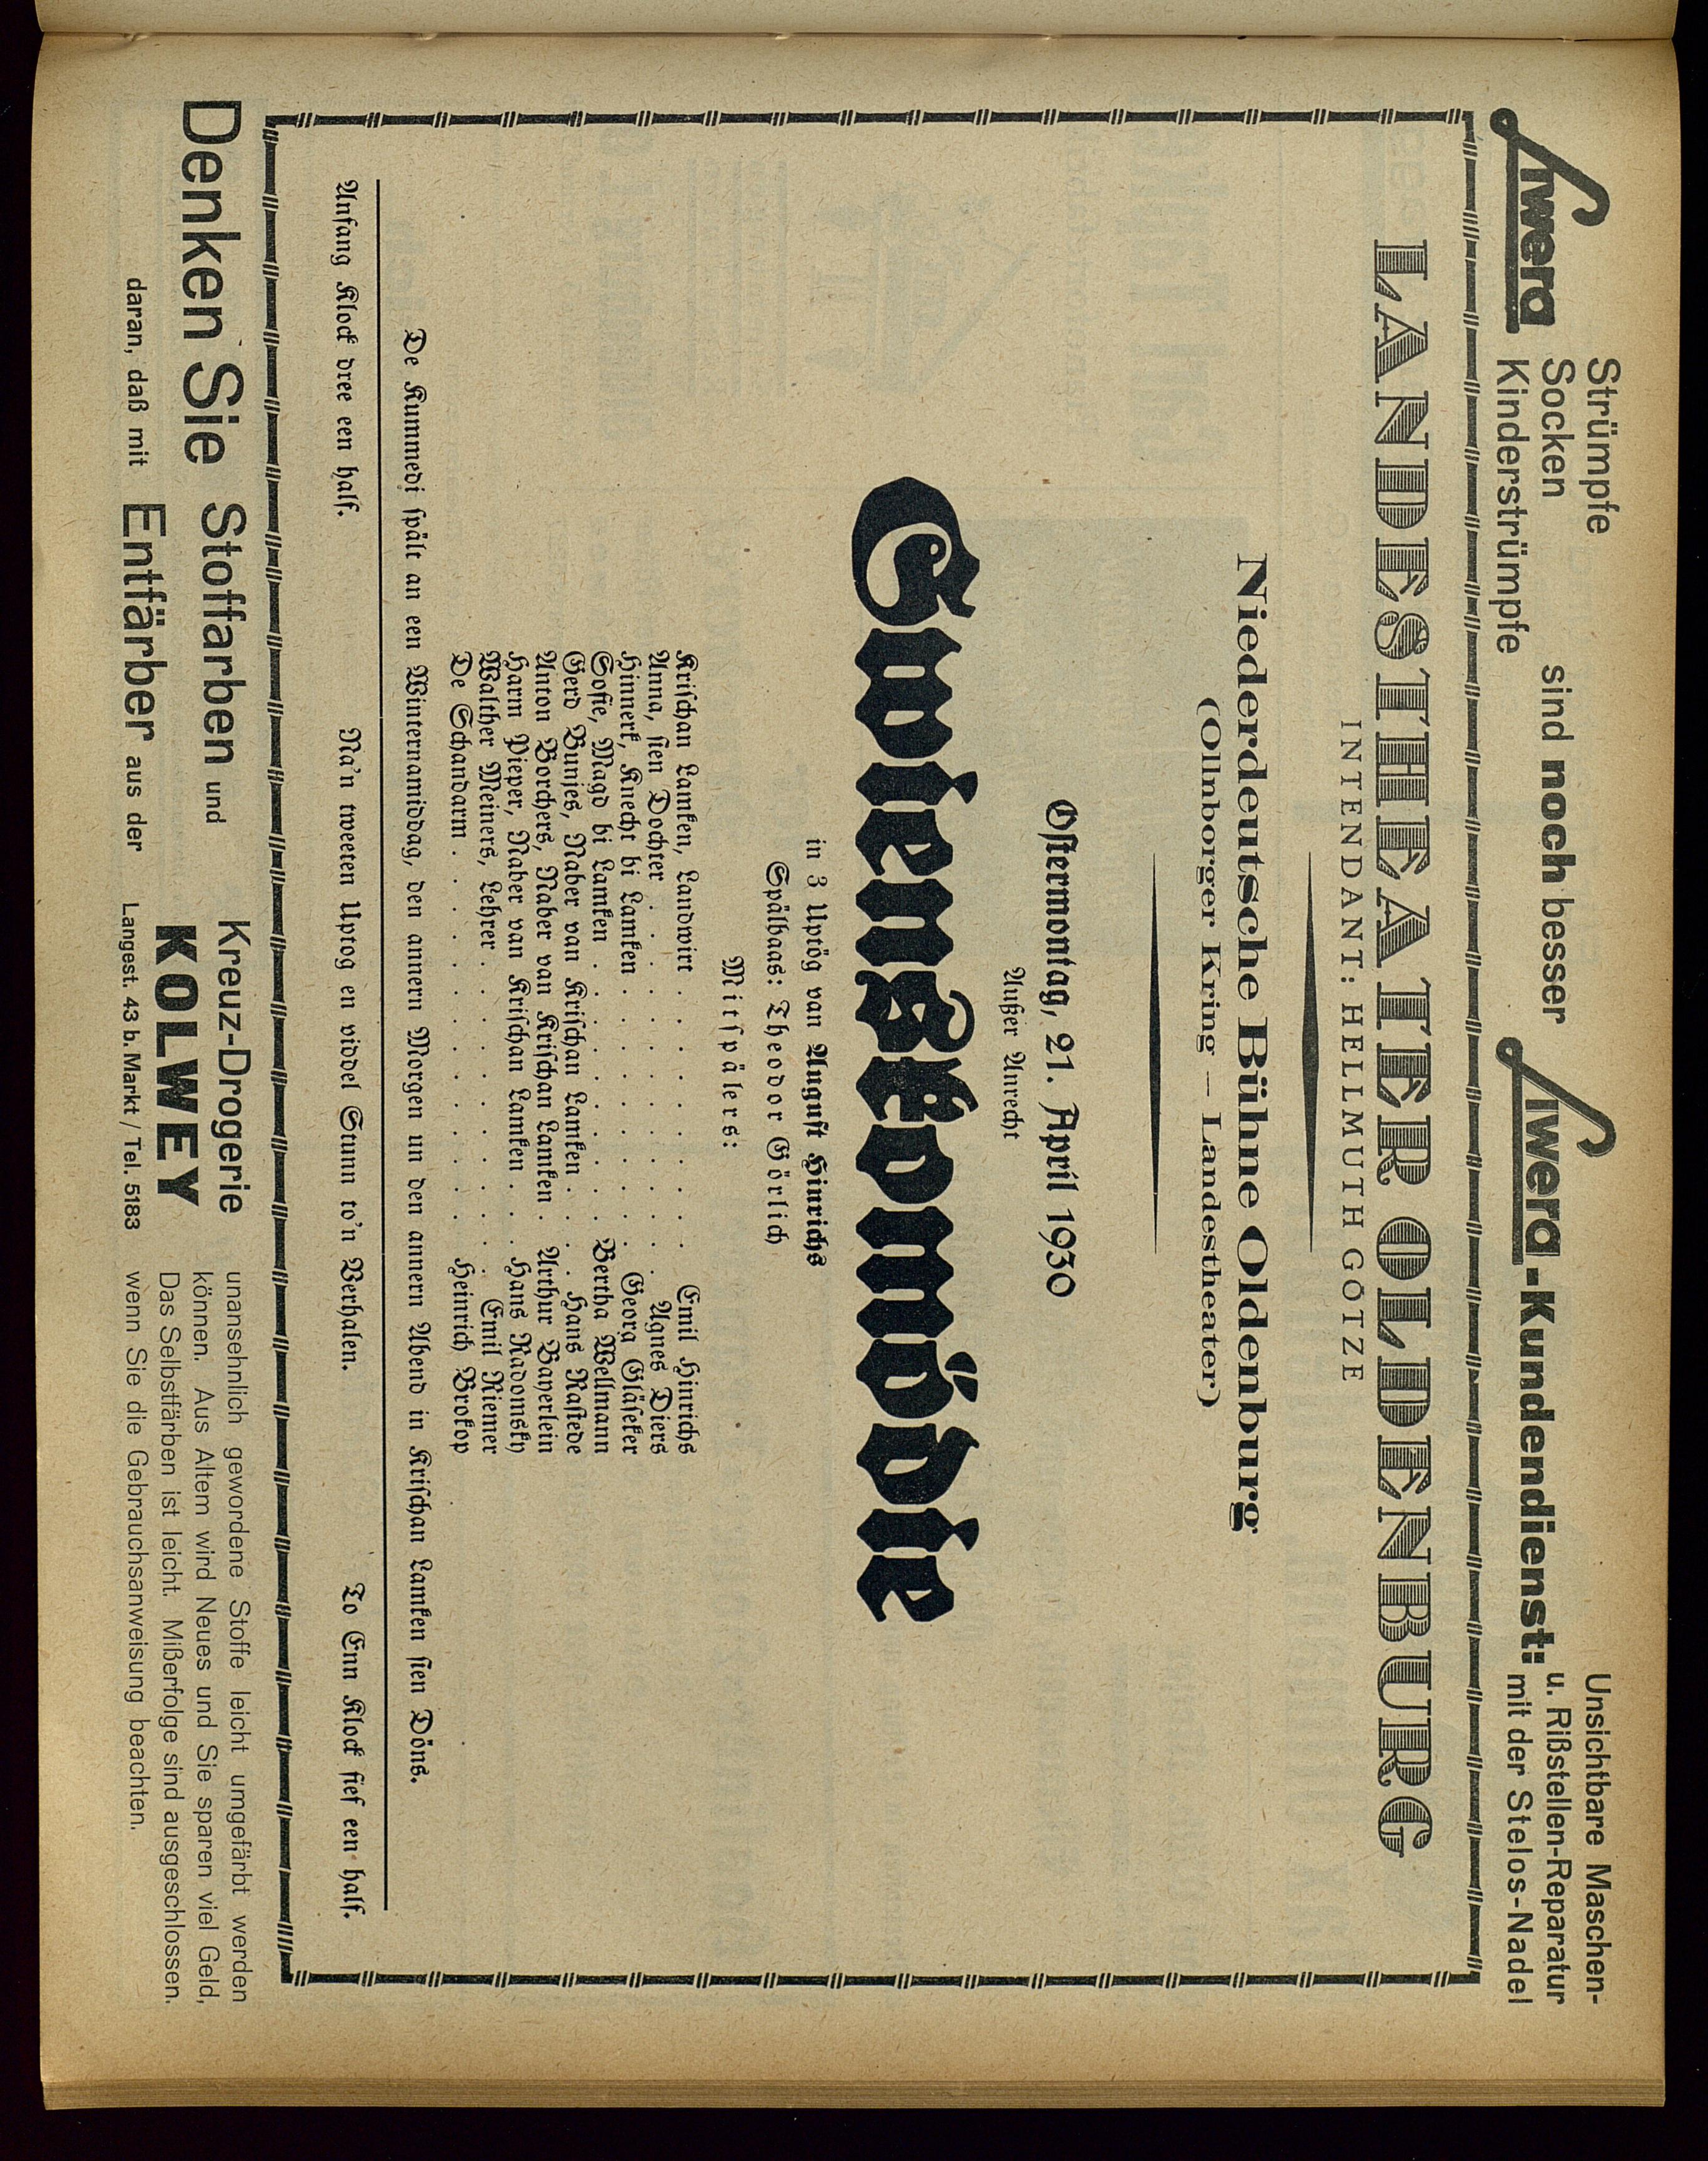 Siwera Strümpfe
Socken
Kinderstrümpfe
sind noch besser
Siwera-Kundendienst:
Unsichtbare Maschen-
u. Rißstellen-Reparatur
mit der Stelos-Nadel
LANDESTHEATER OLDENBURG
INTENDANT: HELLMUTH GÖTZE
Niederdeutsche Bühne Oldenburg
(Ollnborger Kring — Landestheater)
Ostermontag, 21. April 1930
Außer Anrecht
Swienskomödie
in 3 Uptög van August Hinrichs
Spälbaas: Theodor Görlich
Mitspälers:
Krischan Lamken, Landwirt . . . . . . . . Emil Hinrichs
Anna, sien Dochter . . . . . . . . . . Agnes Diers
Hinnerk, Knecht bi Lamken . . . . . . . . Georg Gläseker
Sofie, Magd bi Lamken . . . . . . . . Bertha Wellmann
Gerd Bunjes, Naber van Krischan Lamken . . . . Hans Rastede
Anton Borchers, Naber van Krischan Lamken . Arthur Bayerlein
Harm Pieper, Naber van Krischan Lamken . . . Hans Radomsky
Walther Meiners, Lehrer . . . . . . . . . Emil Riemer
De Schandarm . . . . . . . . . . . Heinrich Brokop
De Kummedi spält an een Winternamiddag, den annern Morgen un den annern Abend in Krischan Lamken sien Döns.
Anfang Klock dree een half. Na'n tweeten Uptog en viddel Stunn to'n Verhalen. To Enn Klock fief een half.
Denken Sie
daran, daß mit
Stoffarben und
Entfärber aus der
Kreuz-Drogerie
KOLWEY
Langest. 43 b. Markt / Tel. 5183
unansehnlich gewordene Stoffe leicht umgefärbt werden
können. Aus Altem wird Neues und Sie sparen viel Geld,
Das Selbstfärben ist leicht. Mißerfolge sind ausgeschlossen.
wenn Sie die Gebrauchsanweisung beachten.